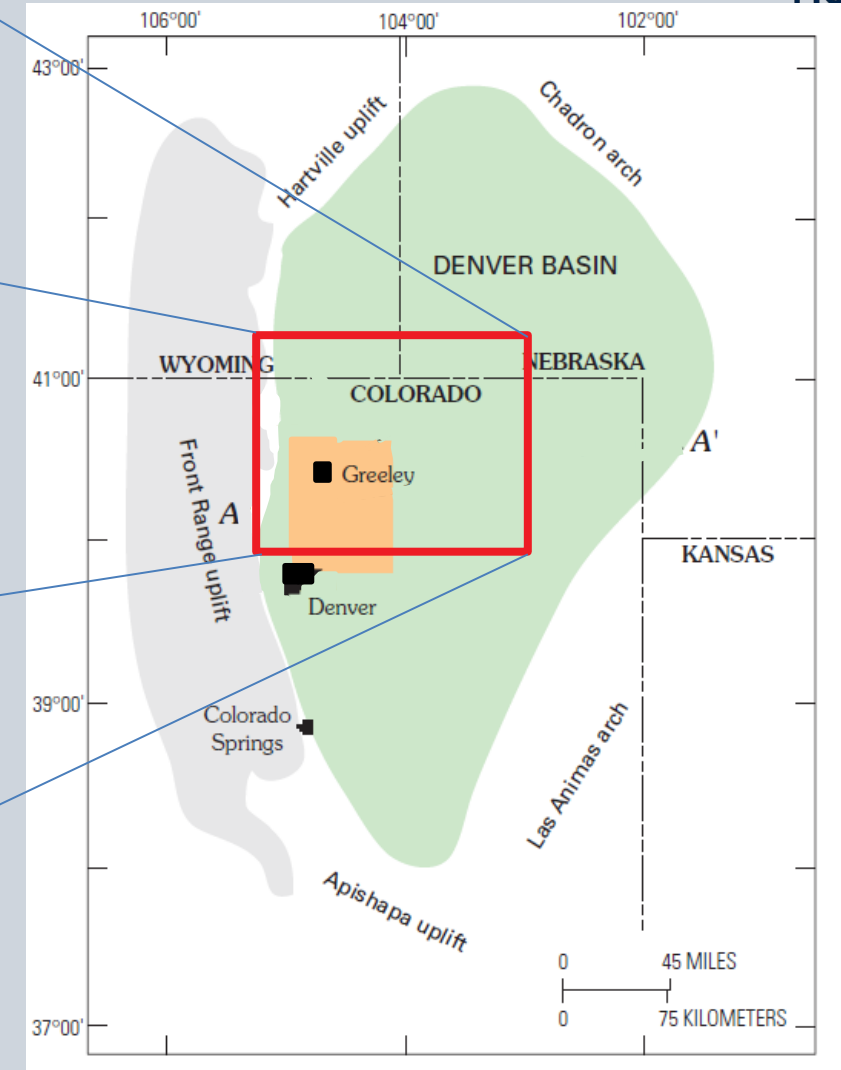 106°00'
104°00'
102°00'
43°00'
Hartville uplift
Chadron arch
DENVER BASIN
WYOMING
NEBRASKA
41°00'
COLORADO
A'
Front Range uplift
Greeley
A
KANSAS
Denver
39°00'
Colorado
Springs
Las Animas arch
Apishapa uplift
0
45 MILES
0
75 KILOMETERS
37°00'